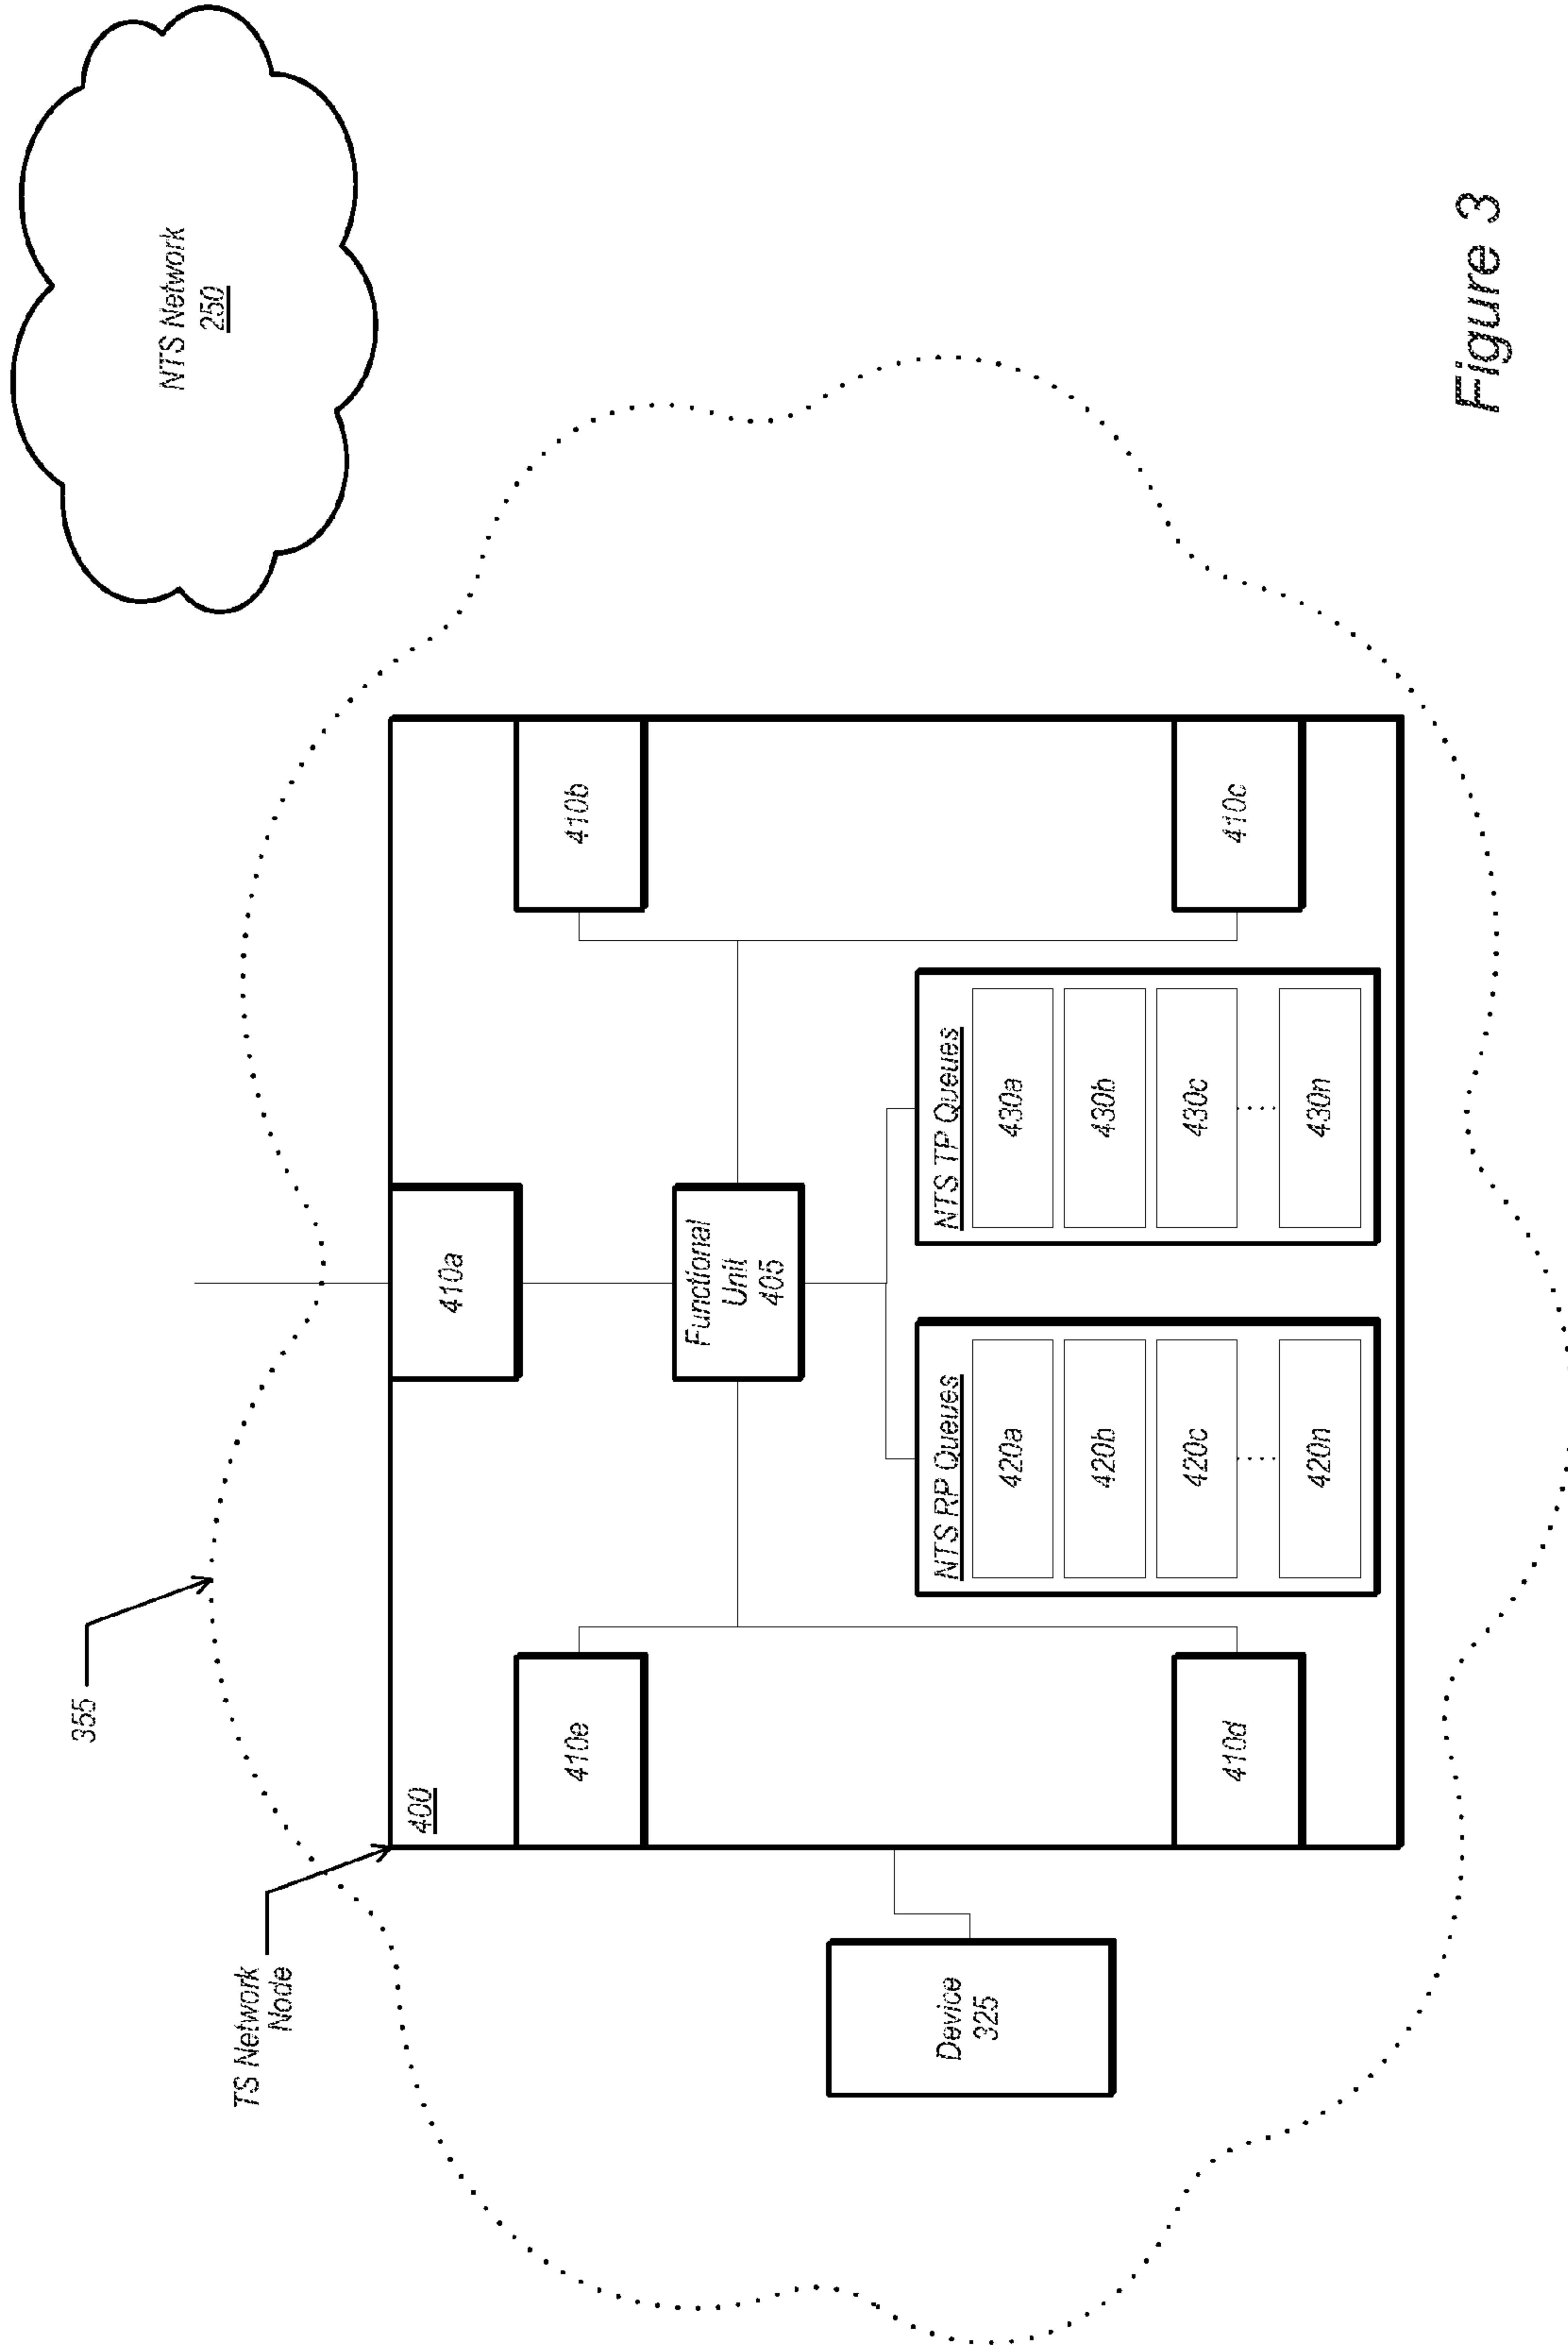 NTS Network
250
355
TS Network
Node
400
410a
410e
410b
Functional
Unit
405
Device
325
410d
410c
NTS RP Queues
420a
420b
420c
420n
NTS TP Queues
430a
430b
430c
430n
Figure 3